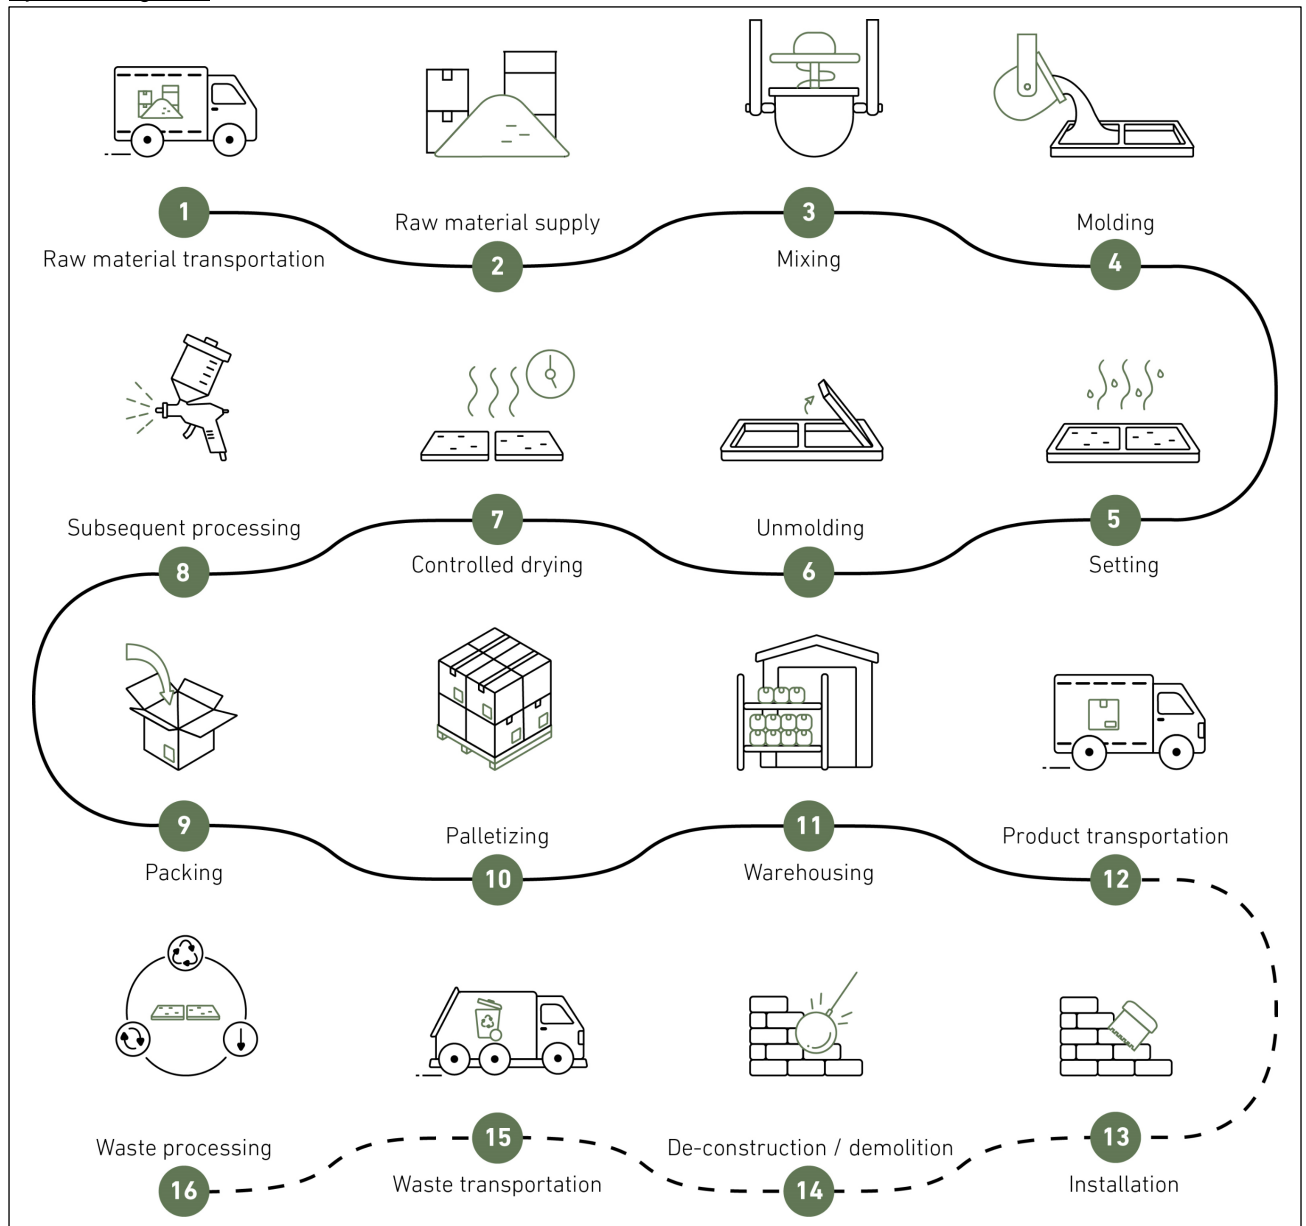 1
Raw material transportation
Raw material supply
2
3
Mixing
Molding
4
5
Setting
Unmolding
6
7
Controlled drying
Subsequent processing
8
9
Packing
Palletizing
10
11
Warehousing
Product transportation
12
13
Installation
De-construction / demolition
14
15
Waste transportation
Waste processing
16